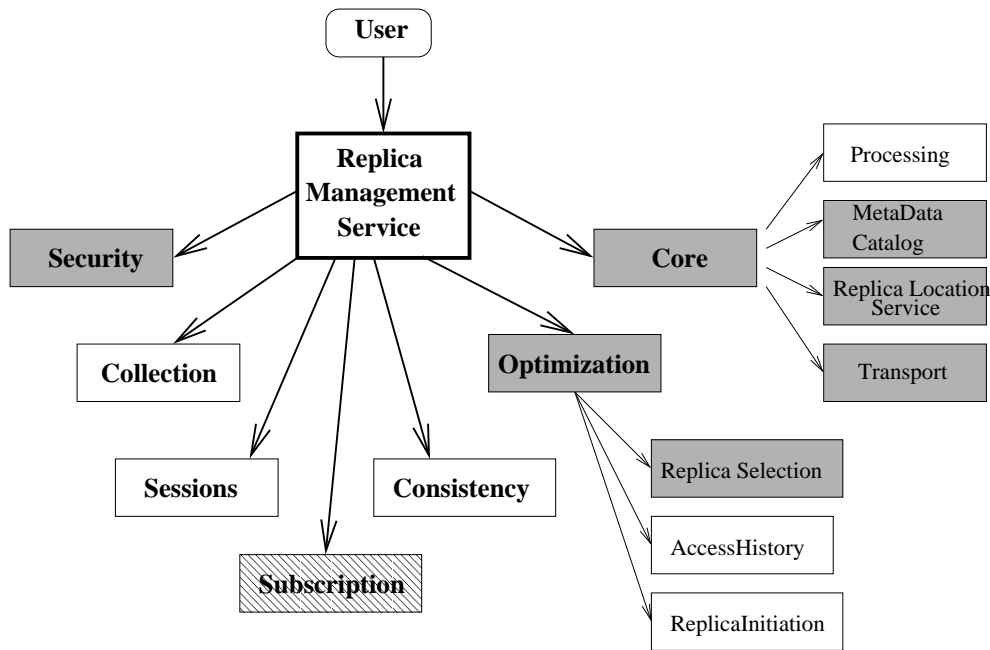 User
Replica
Management
Service
Processing
MetaData
Catalog
Security
Core
Replica Location
Service
Collection
Optimization
Transport
Sessions
Consistency
Replica Selection
AccessHistory
Subscription
ReplicaInitiation